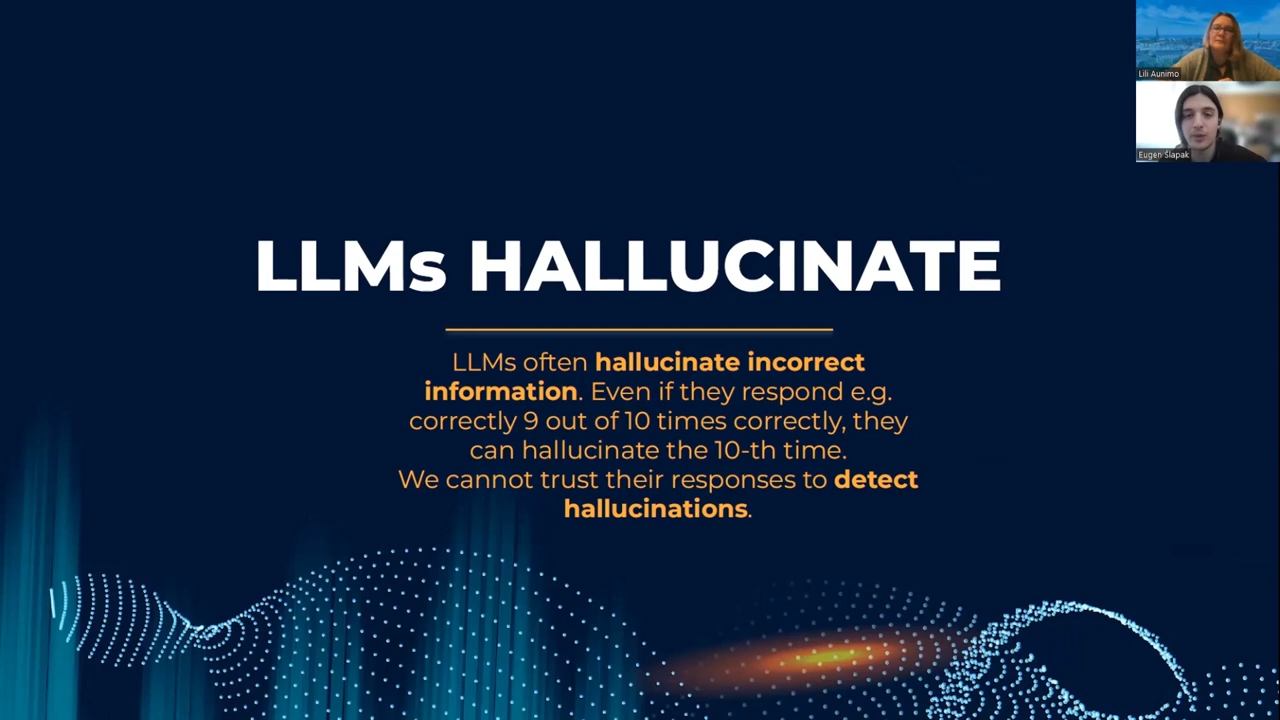 Lili Aunimo
Eugen Šlapak
LLMs HALLUCINATE
LLMs often hallucinate incorrect
information. Even if they respond e.g.
correctly 9 out of 10 times correctly, they
can hallucinate the 10-th time.
We cannot trust their responses to detect
hallucinations.